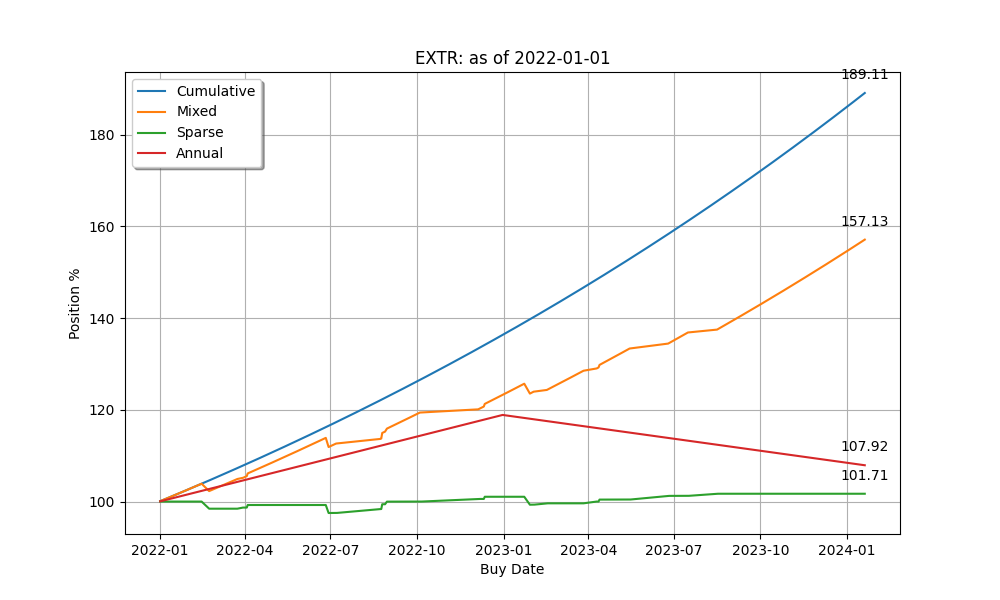 EXTR: as of 2022-01-01
Cumulative
Mixed
Sparse
Annual
189.11
157.13
107.92
101.71
180
160
140
120
100
Position %
2022-01 2022-04 2022-07 2022-10 2023-01 2023-04 2023-07 2023-10 2024-01
Buy Date